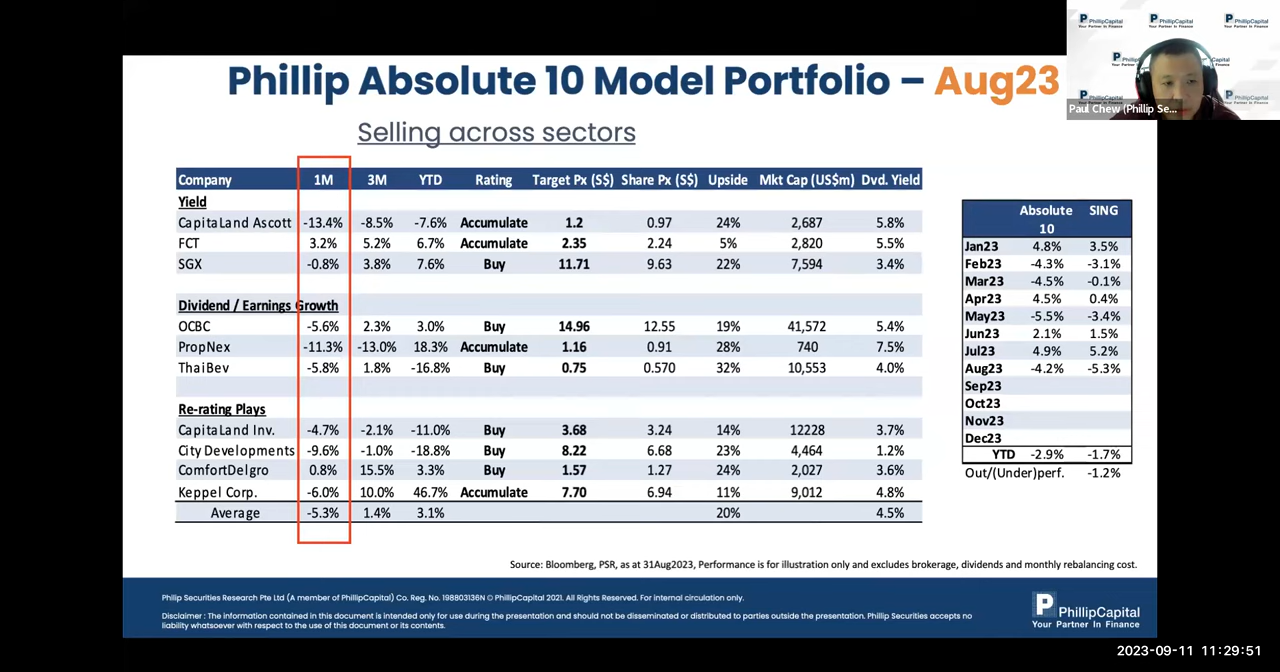 Phillip Absolute 10 Model Portfolio – Aug23
Selling across sectors
Company 1M 3M YTD Rating Target Px (S$) Share Px (S$) Upside Mkt Cap (US$m) Dvd. Yield
Yield
CapitaLand Ascott -13.4% -8.5% -7.6% Accumulate 1.2 0.97 24% 2,687 5.8%
FCT 3.2% 5.2% 6.7% Accumulate 2.35 2.24 5% 2,820 5.5%
SGX -0.8% 3.8% 7.6% Buy 11.71 9.63 22% 7,594 3.4%
Dividend / Earnings Growth
OCBC -5.6% 2.3% 3.0% Buy 14.96 12.55 19% 41,572 5.4%
PropNex -11.3% -13.0% 18.3% Accumulate 1.16 0.91 28% 740 7.5%
ThaiBev -5.8% 1.8% -16.8% Buy 0.75 0.570 32% 10,553 4.0%
Re-rating Plays
CapitaLand Inv. -4.7% -2.1% -11.0% Buy 3.68 3.24 14% 12228 3.7%
City Developments -9.6% -1.0% -18.8% Buy 8.22 6.68 23% 4,464 1.2%
ComfortDelgro 0.8% 15.5% 3.3% Buy 1.57 1.27 24% 2,027 3.6%
Keppel Corp. -6.0% 10.0% 46.7% Accumulate 7.70 6.94 11% 9,012 4.8%
Average -5.3% 1.4% 3.1% 20% 4.5%
Absolute 10 SING
Jan23 4.8% 3.5%
Feb23 -4.3% -3.1%
Mar23 -4.5% -0.1%
Apr23 4.5% 0.4%
May23 -5.5% -3.4%
Jun23 2.1% 1.5%
Jul23 4.9% 5.2%
Aug23 -4.2% -5.3%
Sep23
Oct23
Nov23
Dec23
YTD -2.9% -1.7%
Out/(Under)perf. -1.2%
Source: Bloomberg, PSR, as at 31Aug2023, Performance is for illustration only and excludes brokerage, dividends and monthly rebalancing cost.
Philip Securities Research Pte Ltd (A member of PhillipCapital) Co. Reg. No. 198803136N © PhillipCapital 2021. All Rights Reserved. For internal circulation only.
Disclaimer : The information contained in this document is intended only for use during the presentation and should not be disseminated or distributed to parties outside the presentation. Phillip Securities accepts no
liability whatsoever with respect to the use of this document or its contents.
P PhillipCapital
Your Partner In Finance
P PhillipCapital
Your Partner In Finance
P PhillipCapital
Your Partner In Finance
P PhillipCapital
Your Partner In Finance
Paul Chew (Phillip Se...
2023-09-11 11:29:51